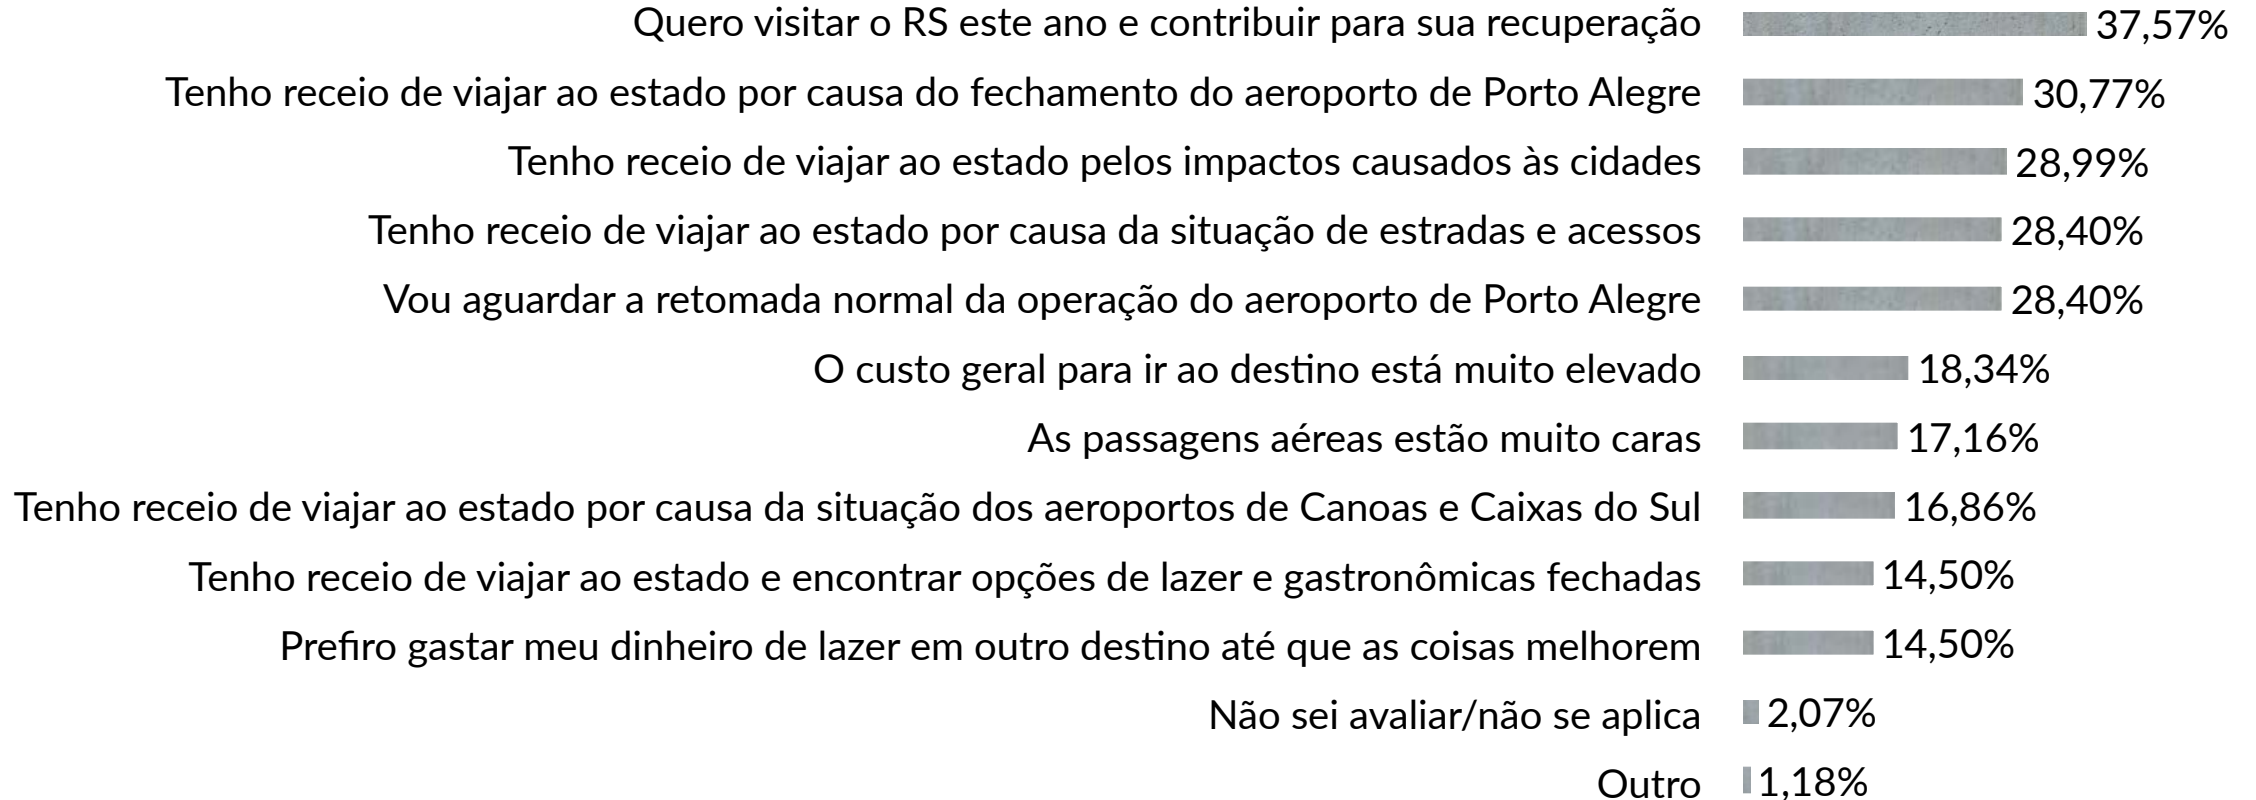 Quero visitar o RS este ano e contribuir para sua recuperação 37,57%
Tenho receio de viajar ao estado por causa do fechamento do aeroporto de Porto Alegre 30,77%
Tenho receio de viajar ao estado pelos impactos causados às cidades 28,99%
Tenho receio de viajar ao estado por causa da situação de estradas e acessos 28,40%
Vou aguardar a retomada normal da operação do aeroporto de Porto Alegre 28,40%
O custo geral para ir ao destino está muito elevado 18,34%
As passagens aéreas estão muito caras 17,16%
Tenho receio de viajar ao estado por causa da situação dos aeroportos de Canoas e Caixas do Sul 16,86%
Tenho receio de viajar ao estado e encontrar opções de lazer e gastronômicas fechadas 14,50%
Prefiro gastar meu dinheiro de lazer em outro destino até que as coisas melhorem 14,50%
Não sei avaliar/não se aplica 2,07%
Outro 1,18%